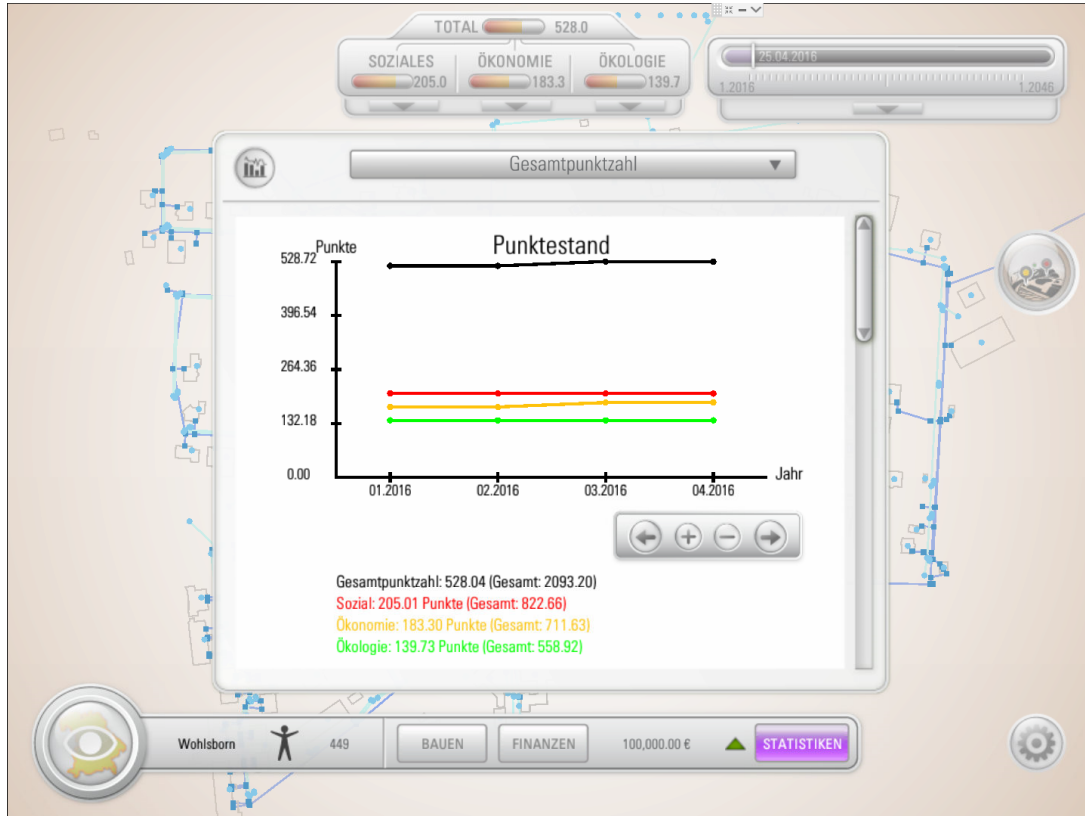 TOTAL 528.0
SOZIALES ÖKONOMIE ÖKOLOGIE
205.0 183.3 139.7
25.04.2016
1.2016 1.2046
Gesamtpunktzahl
Punktestand
Punkte
528.72
396.54
264.36
132.18
0.00
Jahr
01.2016 02.2016 03.2016 04.2016
Gesamtpunktzahl: 528.04 (Gesamt: 2093.20)
Sozial: 205.01 Punkte (Gesamt: 822.66)
Ökonomie: 183.30 Punkte (Gesamt: 711.63)
Ökologie: 139.73 Punkte (Gesamt: 558.92)
Wohlsborn 449 BAUEN FINANZEN 100,000.00 € STATISTIKEN